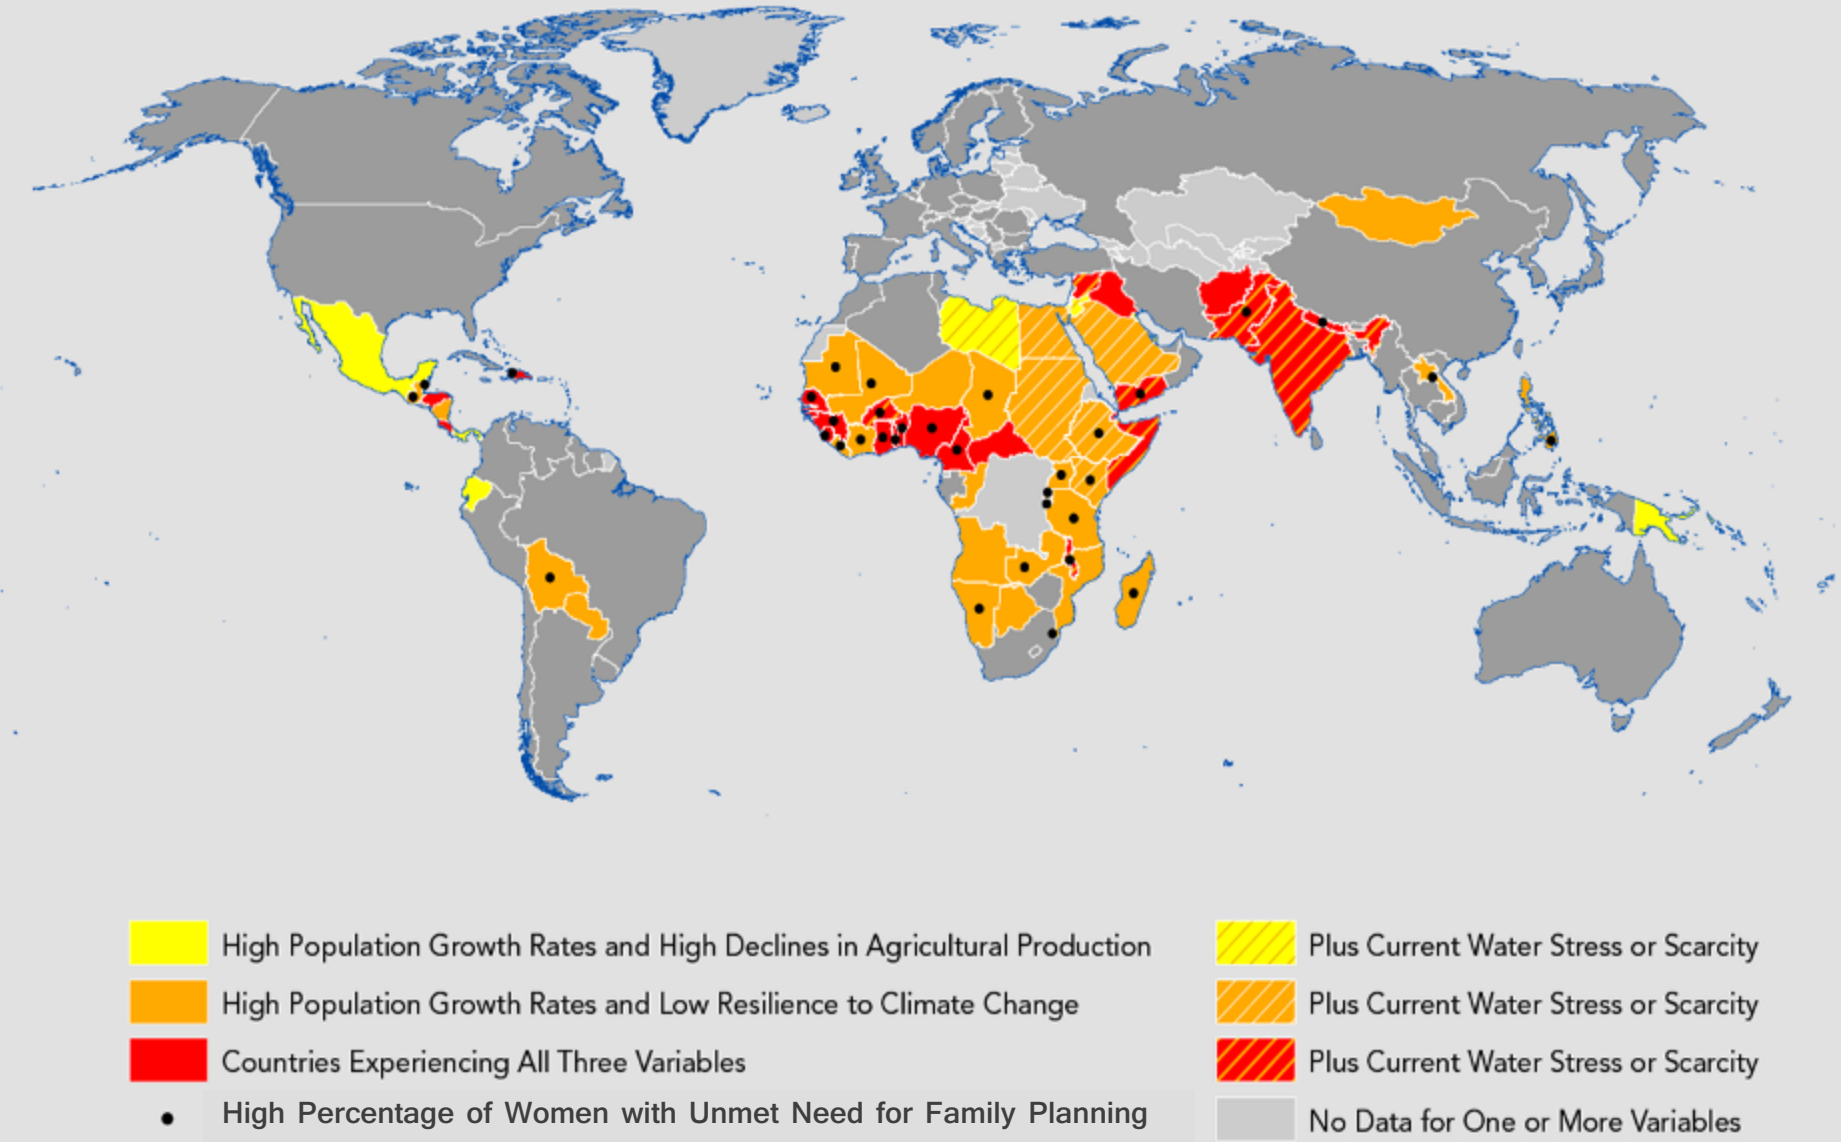 High Population Growth Rates and High Declines in Agricultural Production
High Population Growth Rates and Low Resilience to Climate Change
Countries Experiencing All Three Variables
High Percentage of Women with Unmet Need for Family Planning
Plus Current Water Stress or Scarcity
Plus Current Water Stress or Scarcity
Plus Current Water Stress or Scarcity
No Data for One or More Variables